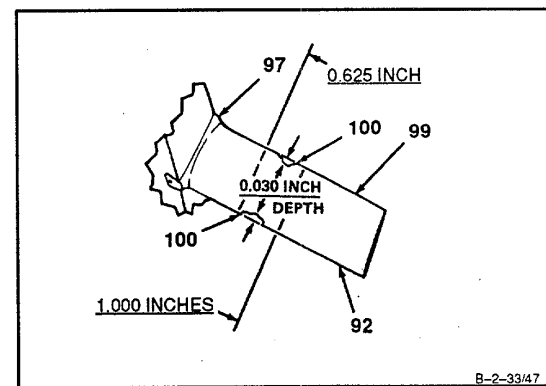 97
0.625 INCH
100
99
0.030 INCH
DEPTH
100
1.000 INCHES
92
B-2-33/47